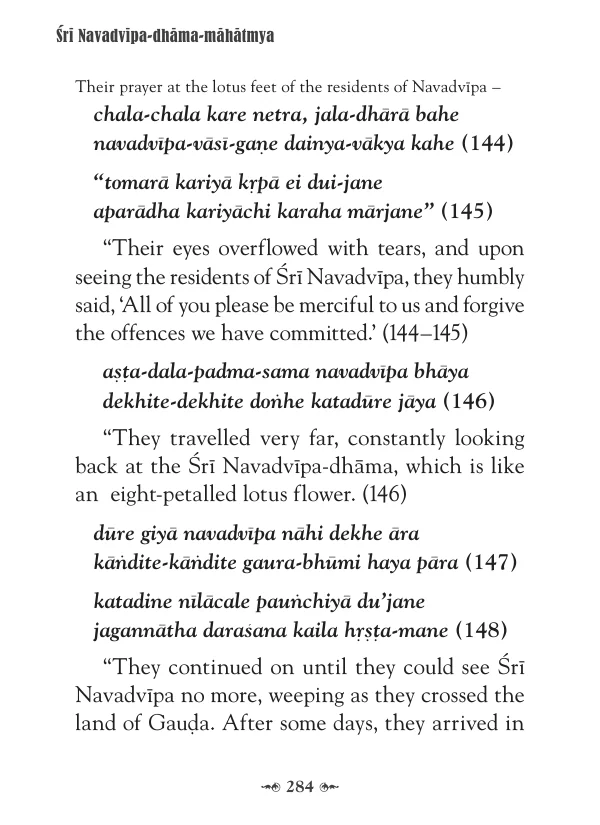 Śrī Navadvīpa-dhāma-māhātmya
Their prayer at the lotus feet of the residents of Navadvīpa –
chala-chala kare netra, jala-dhārā bahe
navadvīpa-vāsī-gaṇe dainya-vākya kahe (144)
“tomarā kariyā kṛpā ei dui-jane
aparādha kariyāchi karaha mārjane” (145)
“Their eyes overflowed with tears, and upon
seeing the residents of Śrī Navadvīpa, they humbly
said, ‘All of you please be merciful to us and forgive
the offences we have committed.’ (144–145)
aṣṭa-dala-padma-sama navadvīpa bhāya
dekhite-dekhite doṅhe katadūre jāya (146)
“They travelled very far, constantly looking
back at the Śrī Navadvīpa-dhāma, which is like
an eight-petalled lotus flower. (146)
dūre giyā navadvīpa nāhi dekhe āra
kāṅdite-kāṅdite gaura-bhūmi haya pāra (147)
katadine nīlācale pauṅchiyā du’jane
jagannātha daraśana kaila hṛṣṭa-mane (148)
“They continued on until they could see Śrī
Navadvīpa no more, weeping as they crossed the
land of Gauḍa. After some days, they arrived in
284